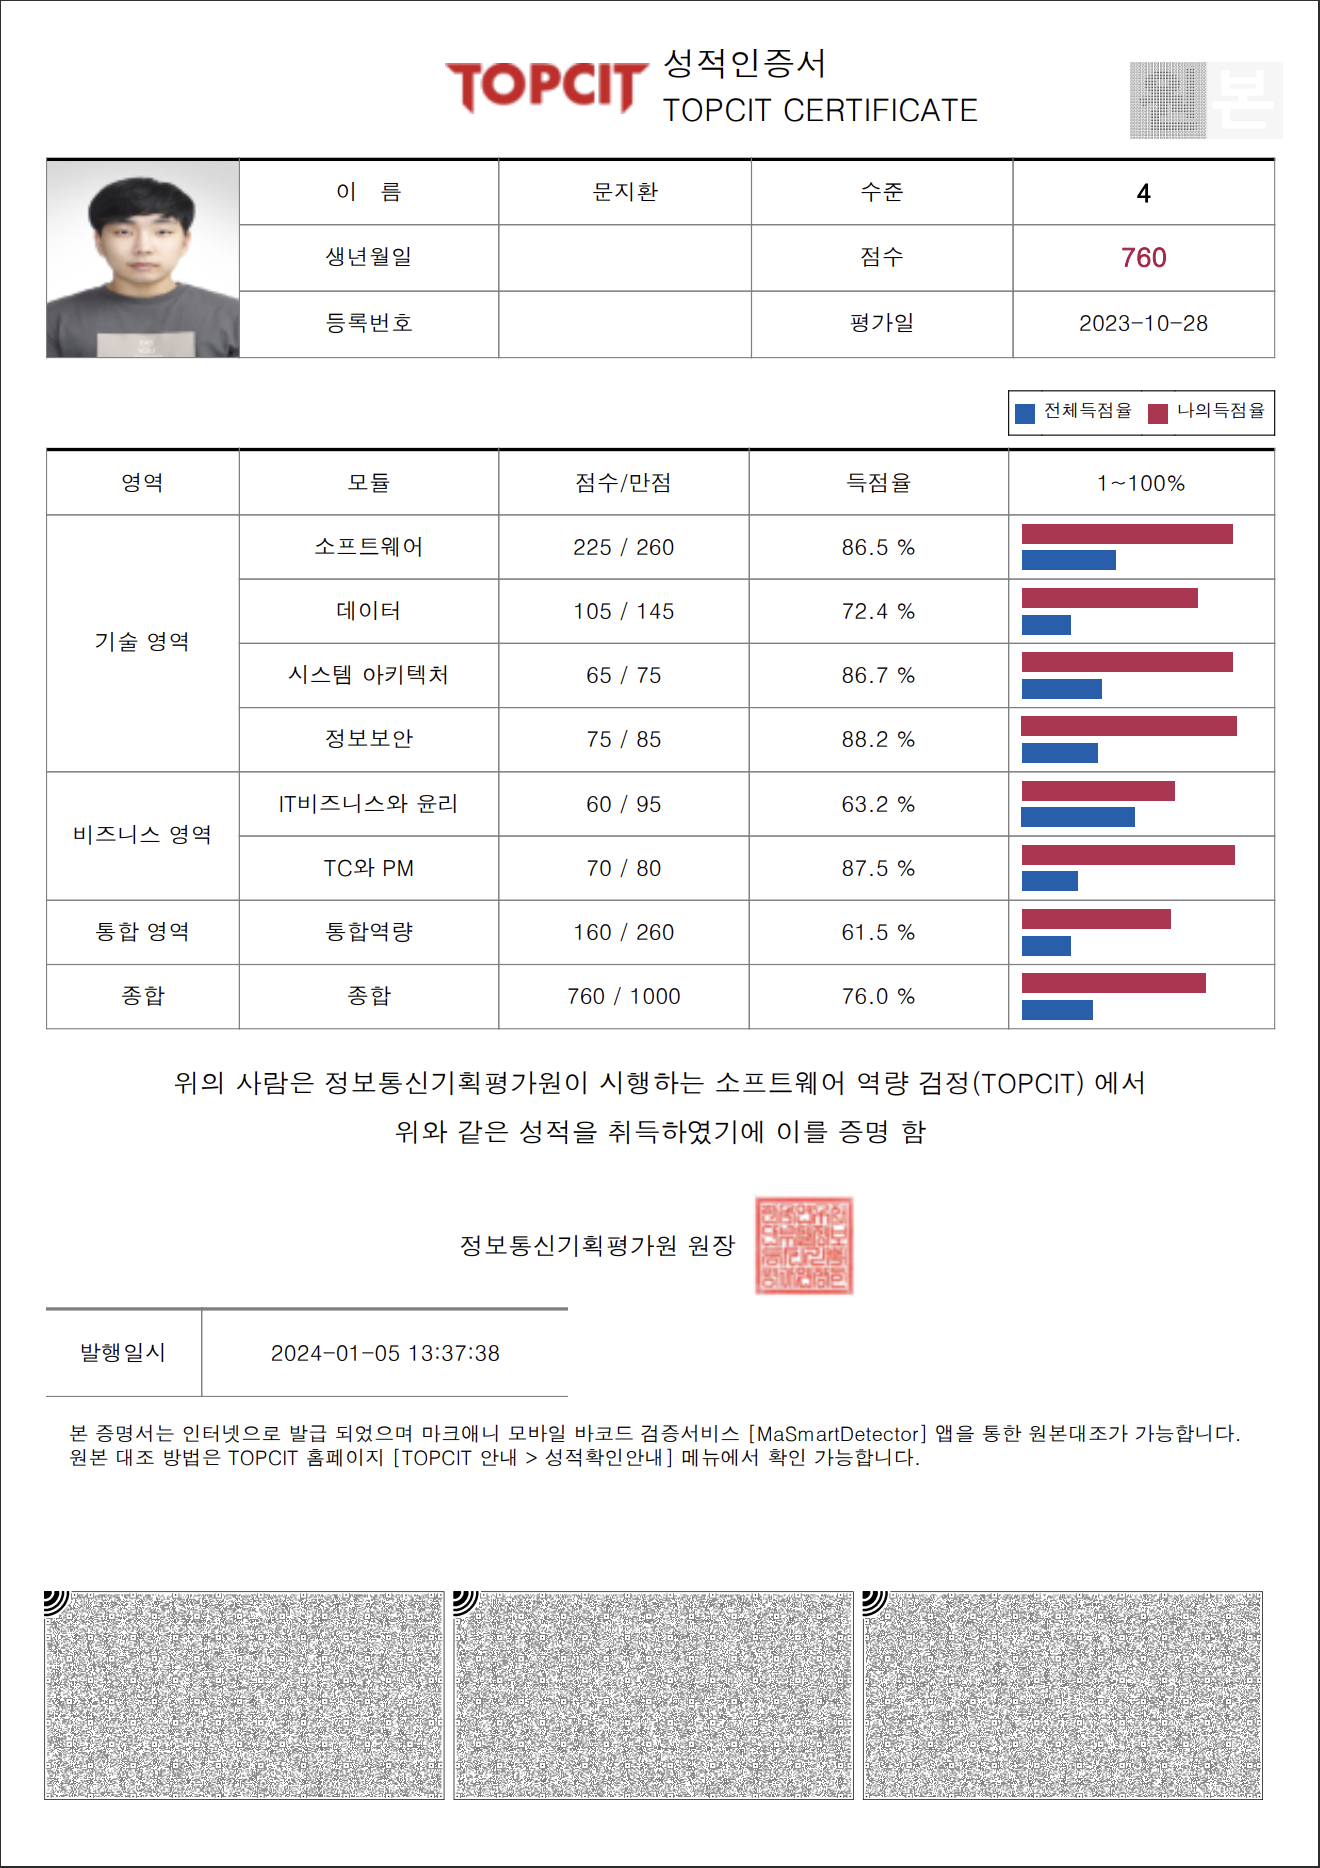 TOPCIT 성적인증서
TOPCIT CERTIFICATE
원본
이 름 문지환 수준 4
생년월일 점수 760
등록번호 평가일 2023-10-28
전체득점율 나의득점율
영역 모듈 점수/만점 득점율 1~100%
기술 영역
소프트웨어 225 / 260 86.5 %
데이터 105 / 145 72.4 %
시스템 아키텍처 65 / 75 86.7 %
정보보안 75 / 85 88.2 %
비즈니스 영역
IT비즈니스와 윤리 60 / 95 63.2 %
TC와 PM 70 / 80 87.5 %
통합 영역 통합역량 160 / 260 61.5 %
종합 종합 760 / 1000 76.0 %
위의 사람은 정보통신기획평가원이 시행하는 소프트웨어 역량 검정(TOPCIT) 에서
위와 같은 성적을 취득하였기에 이를 증명 함
정보통신기획평가원 원장
발행일시 2024-01-05 13:37:38
본 증명서는 인터넷으로 발급 되었으며 마크애니 모바일 바코드 검증서비스 [MaSmartDetector] 앱을 통한 원본대조가 가능합니다.
원본 대조 방법은 TOPCIT 홈페이지 [TOPCIT 안내 > 성적확인안내] 메뉴에서 확인 가능합니다.